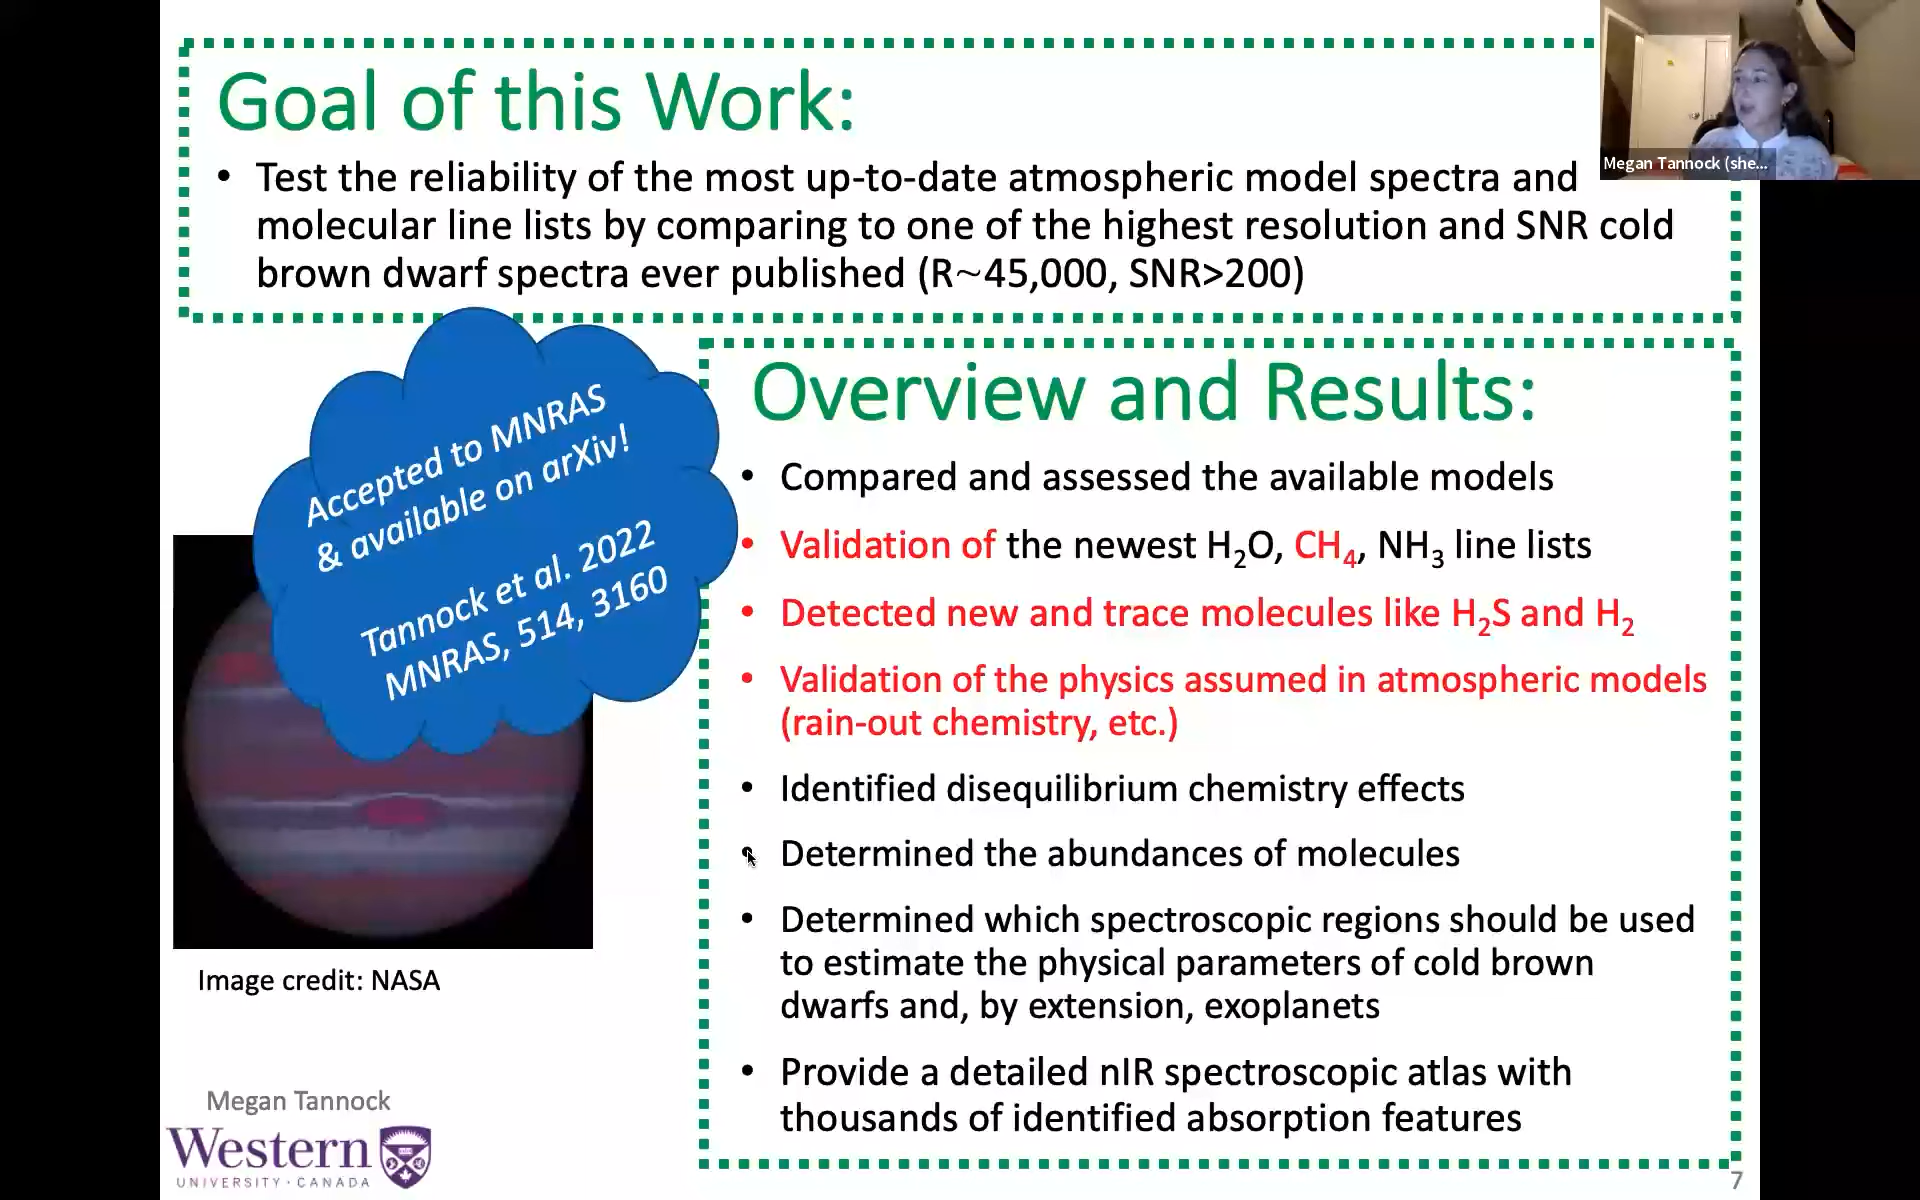 Goal of this Work:
• Test the reliability of the most up-to-date atmospheric model spectra and
molecular line lists by comparing to one of the highest resolution and SNR cold
brown dwarf spectra ever published (R~45,000, SNR>200)
Megan Tannock (she...
Accepted to MNRAS
& available on arXiv!
Tannock et al. 2022
MNRAS, 514, 3160
Overview and Results:
• Compared and assessed the available models
• Validation of the newest H₂O, CH₄, NH₃ line lists
• Detected new and trace molecules like H₂S and H₂
• Validation of the physics assumed in atmospheric models
(rain-out chemistry, etc.)
• Identified disequilibrium chemistry effects
• Determined the abundances of molecules
• Determined which spectroscopic regions should be used
to estimate the physical parameters of cold brown
dwarfs and, by extension, exoplanets
• Provide a detailed nIR spectroscopic atlas with
thousands of identified absorption features
Image credit: NASA
Megan Tannock
Western
UNIVERSITY · CANADA
7